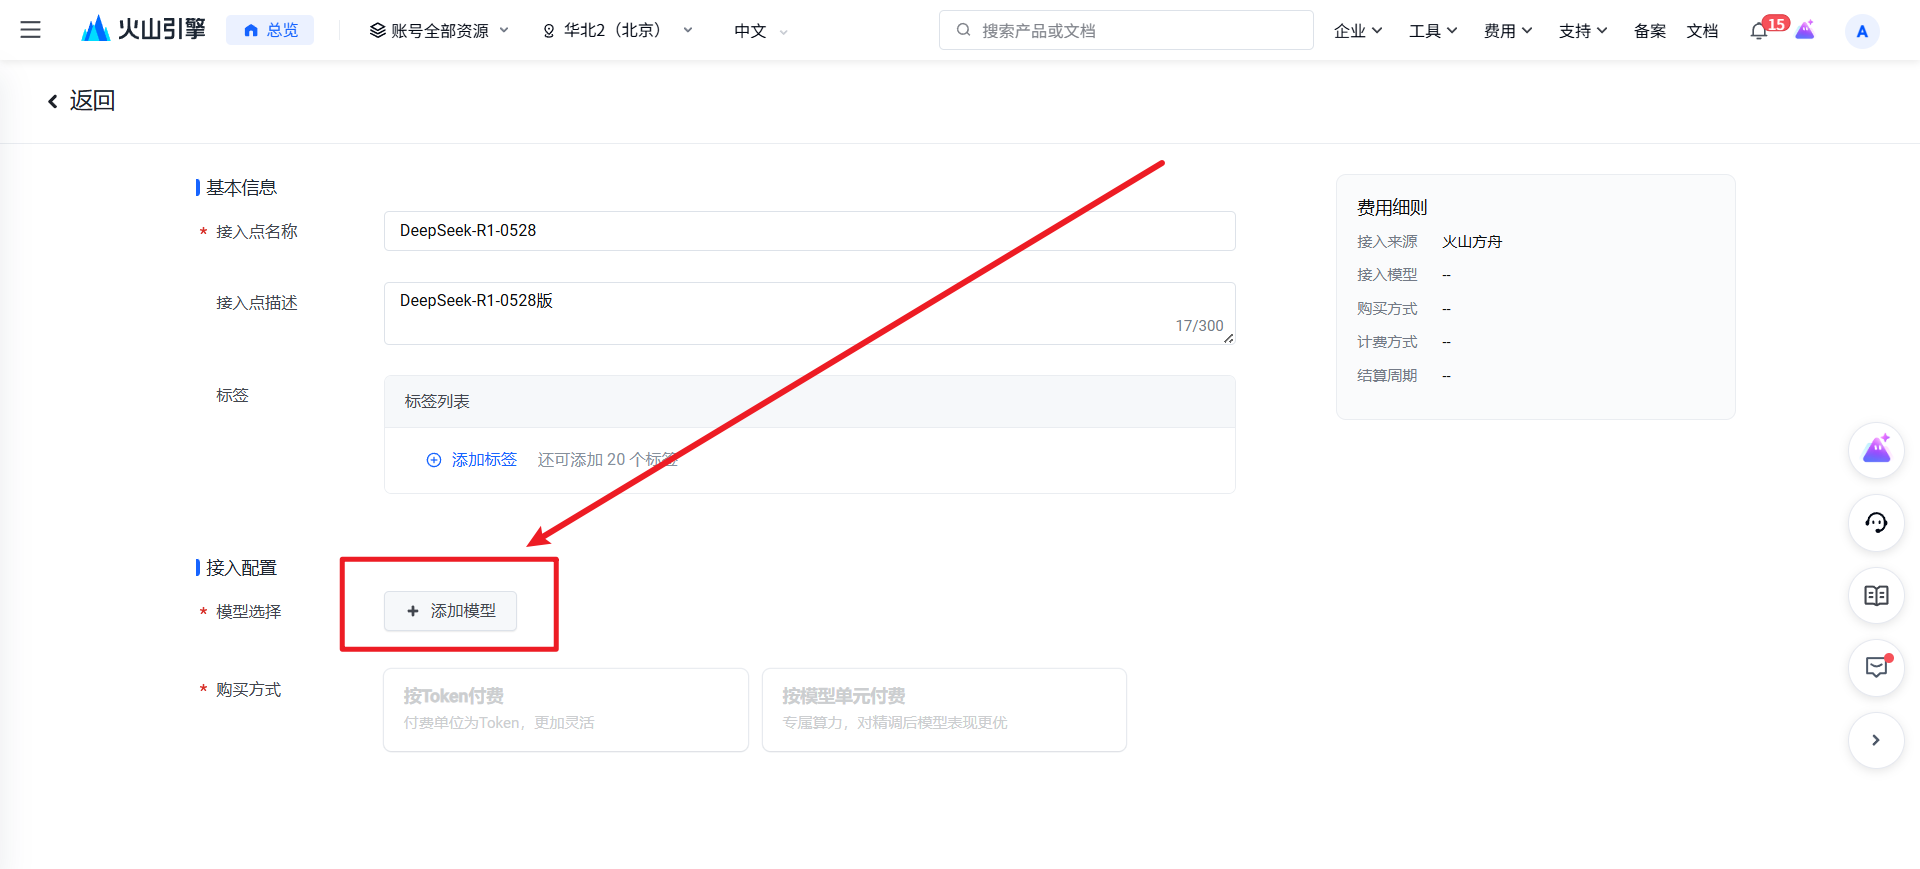 火山引擎 总览 账号全部资源 华北2（北京） 中文 搜索产品或文档 企业 工具 费用 支持 备案 文档 15 A
返回
基本信息
* 接入点名称 DeepSeek-R1-0528
接入点描述 DeepSeek-R1-0528版
17/300
标签 标签列表
添加标签 还可添加 20 个标签
接入配置
* 模型选择 + 添加模型
* 购买方式
按Token付费
付费单位为Token，更加灵活
按模型单元付费
专属算力，对精调后模型表现更优
费用细则
接入来源 火山方舟
接入模型 --
购买方式 --
计费方式 --
结算周期 --